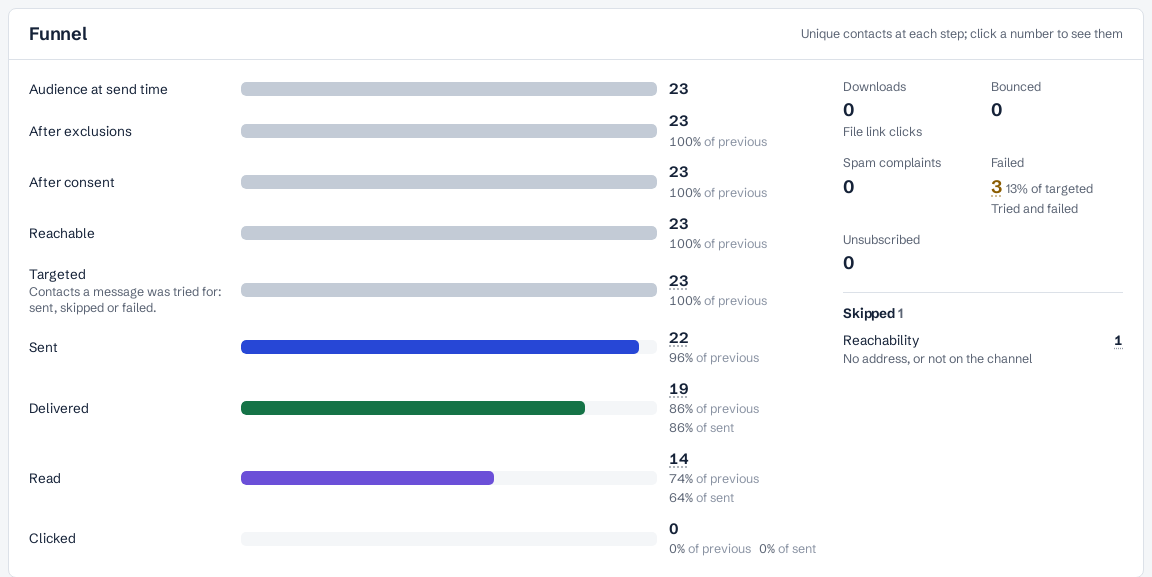 Funnel
Unique contacts at each step; click a number to see them
Audience at send time
23
After exclusions
23
100% of previous
After consent
23
100% of previous
Reachable
23
100% of previous
Targeted
Contacts a message was tried for:
sent, skipped or failed.
23
100% of previous
Sent
22
96% of previous
Delivered
19
86% of previous
86% of sent
Read
14
74% of previous
64% of sent
Clicked
0
0% of previous 0% of sent
Downloads
0
File link clicks
Bounced
0
Spam complaints
0
Failed
3 13% of targeted
Tried and failed
Unsubscribed
0
Skipped 1
Reachability 1
No address, or not on the channel